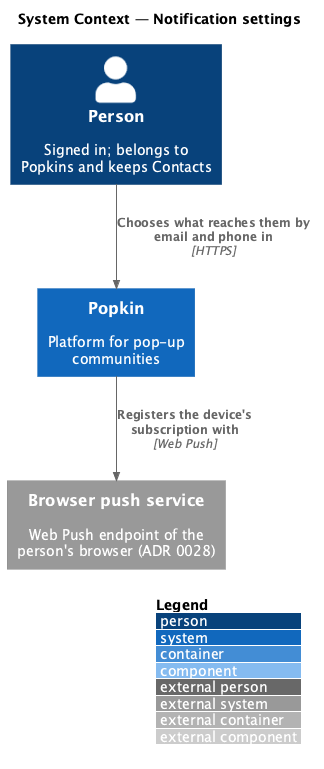 System Context — Notification settings
Person
Signed in; belongs to
Popkins and keeps Contacts
Chooses what reaches them by
email and phone in
[HTTPS]
Popkin
Platform for pop-up
communities
Registers the device's
subscription with
[Web Push]
Browser push service
Web Push endpoint of the
person's browser (ADR 0028)
Legend
person
system
container
component
external person
external system
external container
external component